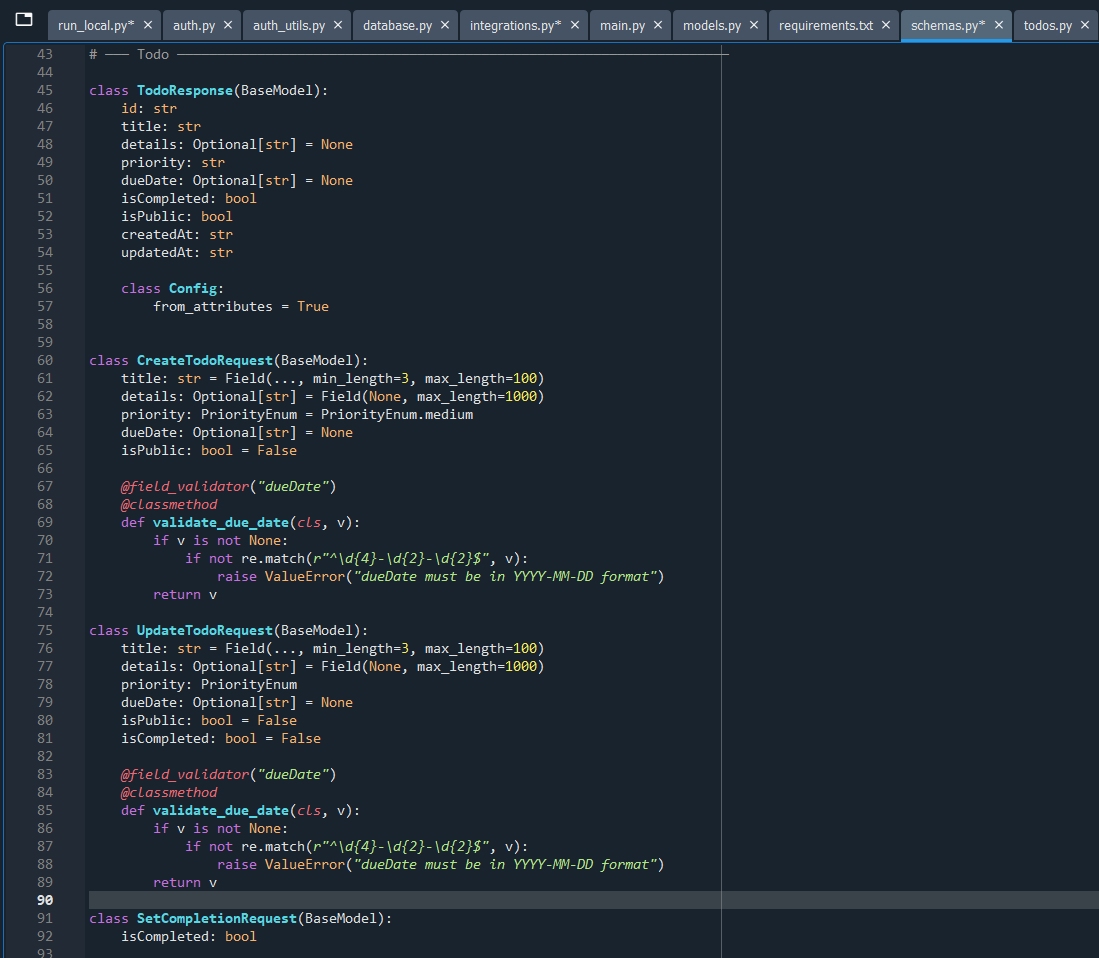 run_local.py* auth.py auth_utils.py database.py integrations.py* main.py models.py requirements.txt schemas.py* todos.py
43 # ── Todo ──────────────────────────────
44
45 class TodoResponse(BaseModel):
46     id: str
47     title: str
48     details: Optional[str] = None
49     priority: str
50     dueDate: Optional[str] = None
51     isCompleted: bool
52     isPublic: bool
53     createdAt: str
54     updatedAt: str
55
56     class Config:
57         from_attributes = True
58
59
60 class CreateTodoRequest(BaseModel):
61     title: str = Field(..., min_length=3, max_length=100)
62     details: Optional[str] = Field(None, max_length=1000)
63     priority: PriorityEnum = PriorityEnum.medium
64     dueDate: Optional[str] = None
65     isPublic: bool = False
66
67     @field_validator("dueDate")
68     @classmethod
69     def validate_due_date(cls, v):
70         if v is not None:
71             if not re.match(r"^\d{4}-\d{2}-\d{2}$", v):
72                 raise ValueError("dueDate must be in YYYY-MM-DD format")
73         return v
74
75 class UpdateTodoRequest(BaseModel):
76     title: str = Field(..., min_length=3, max_length=100)
77     details: Optional[str] = Field(None, max_length=1000)
78     priority: PriorityEnum
79     dueDate: Optional[str] = None
80     isPublic: bool = False
81     isCompleted: bool = False
82
83     @field_validator("dueDate")
84     @classmethod
85     def validate_due_date(cls, v):
86         if v is not None:
87             if not re.match(r"^\d{4}-\d{2}-\d{2}$", v):
88                 raise ValueError("dueDate must be in YYYY-MM-DD format")
89         return v
90
91 class SetCompletionRequest(BaseModel):
92     isCompleted: bool
93